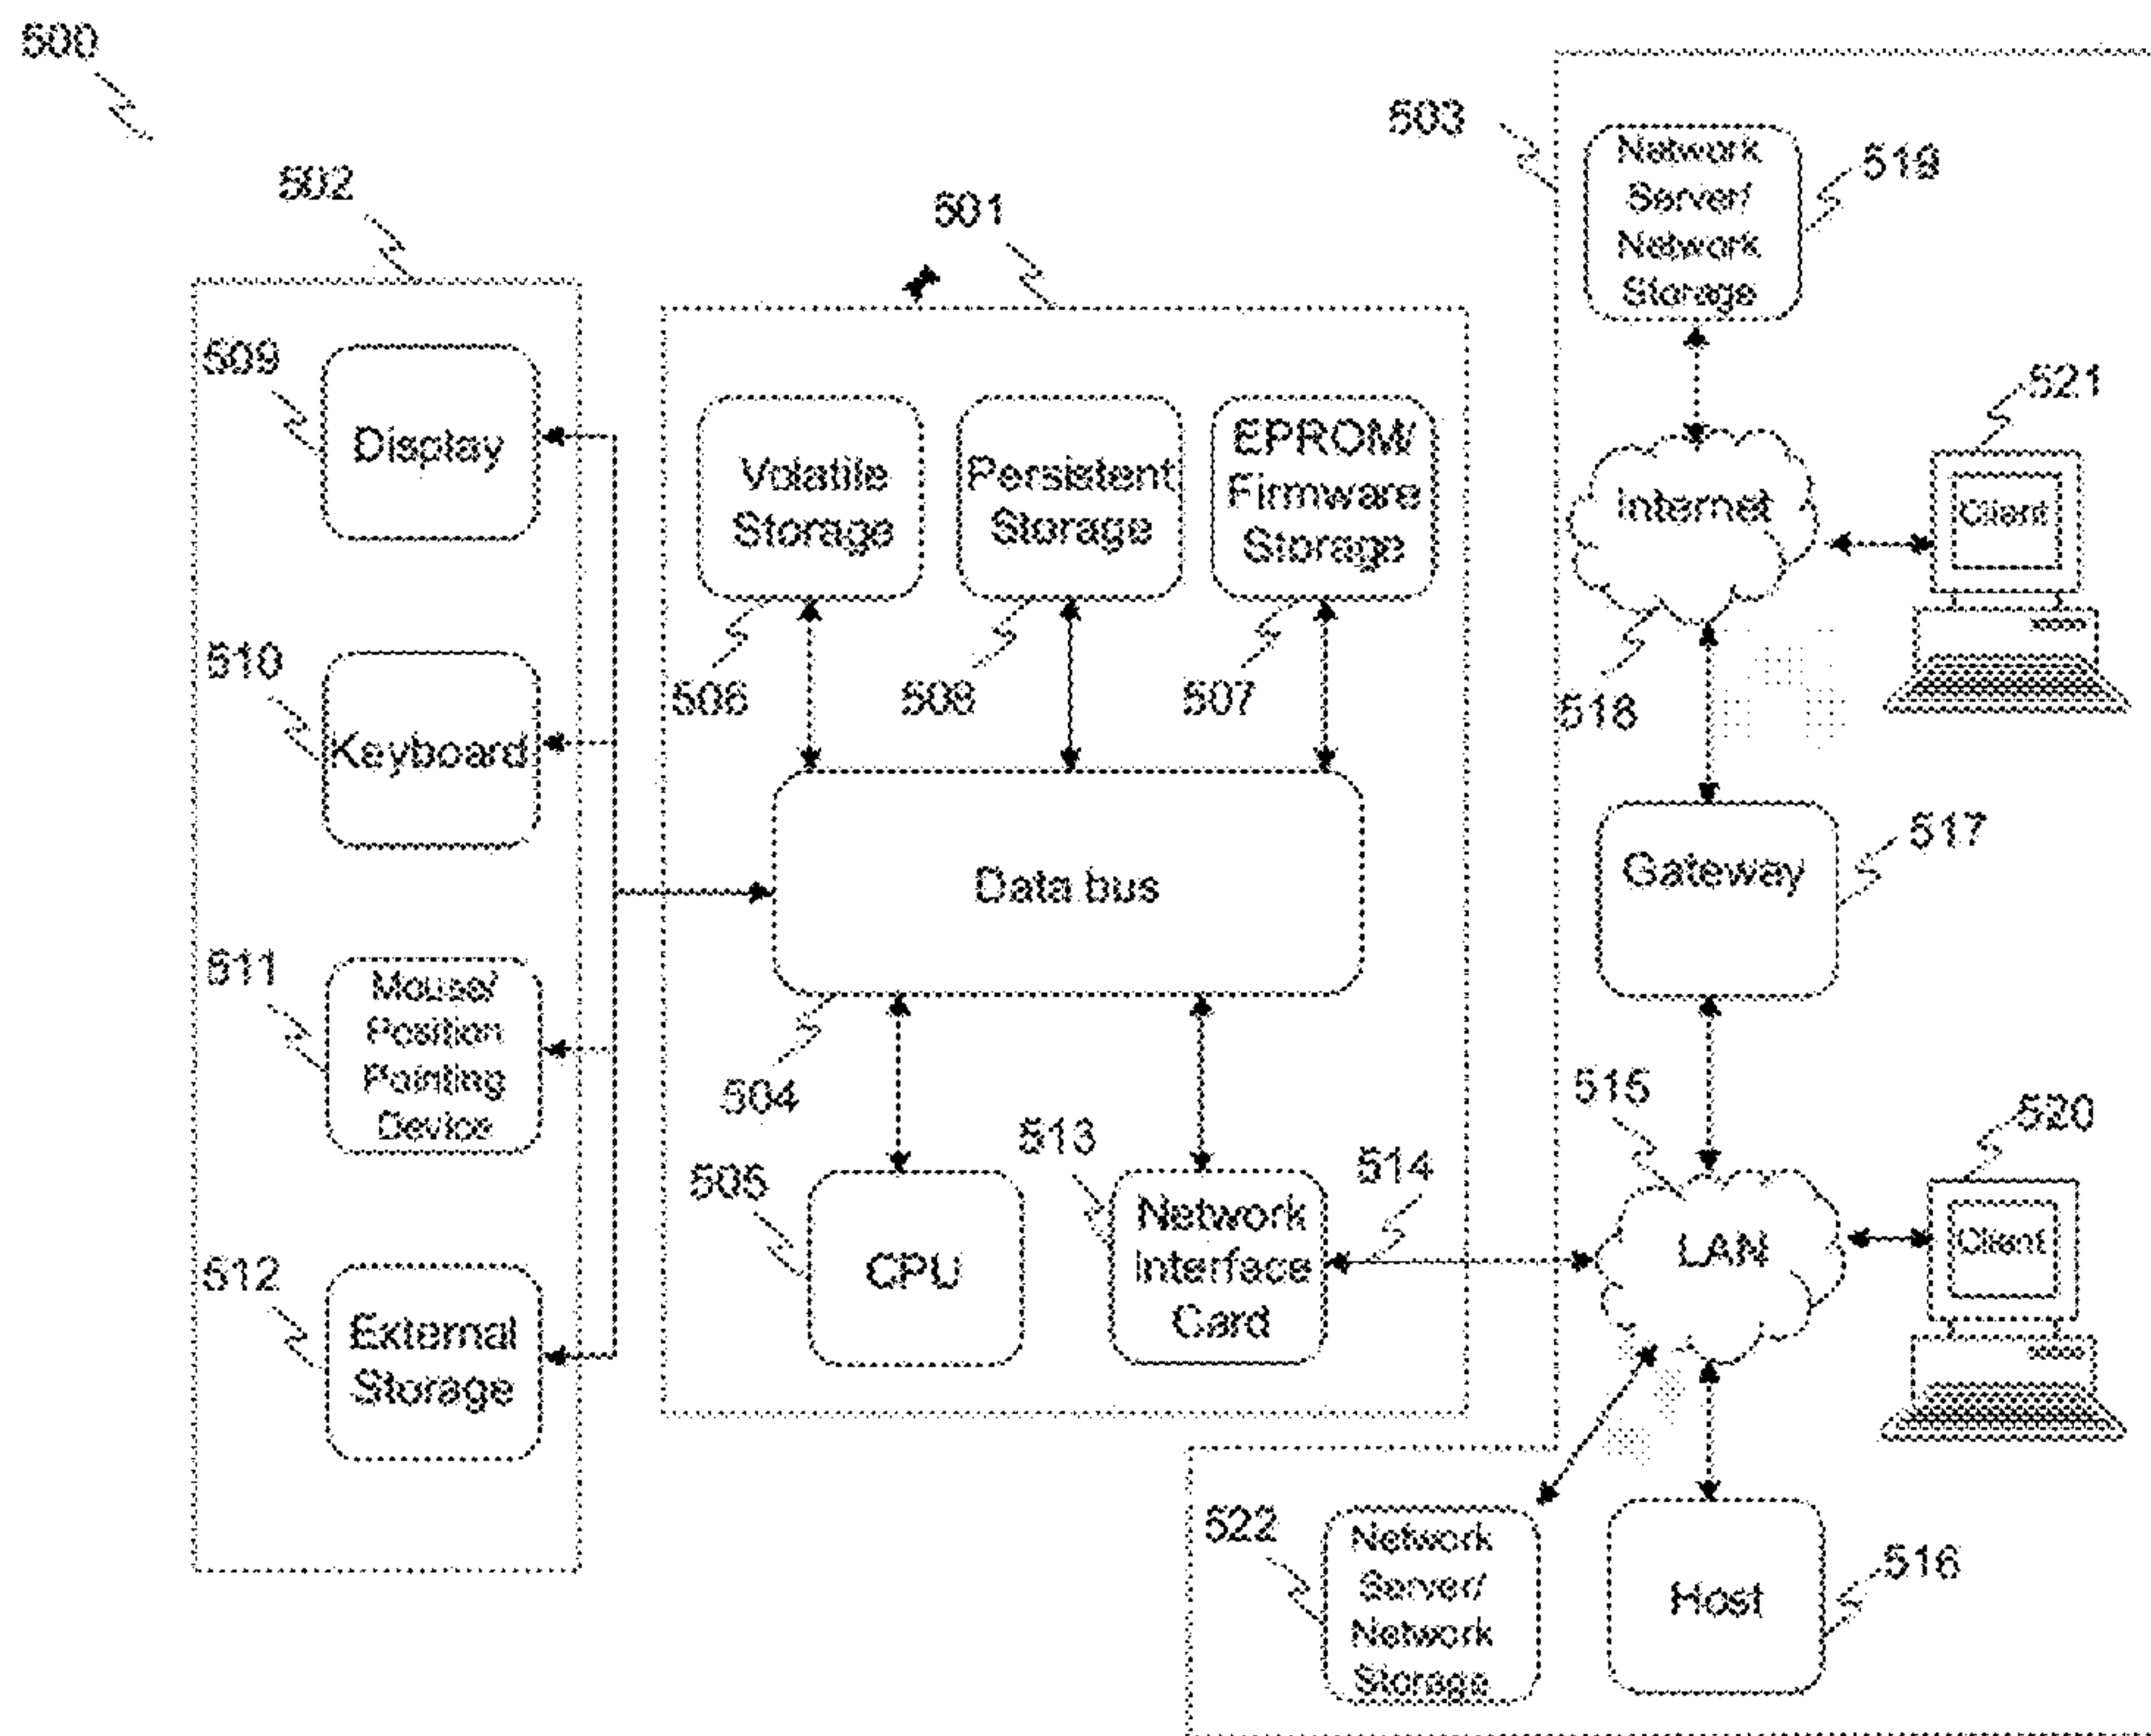 500
502
509
Display
510
Keyboard
511
Mouse/
Position
Pointing
Device
512
External
Storage
501
Volatile
Storage
506
Persistent
Storage
508
EPROM/
Firmware
Storage
507
Data bus
504
505
CPU
513
Network
Interface
Card
514
503
Network
Server/
Network
Storage
519
Internet
518
521
Client
Gateway
517
515
LAN
520
Client
522
Network
Server/
Network
Storage
Host
516